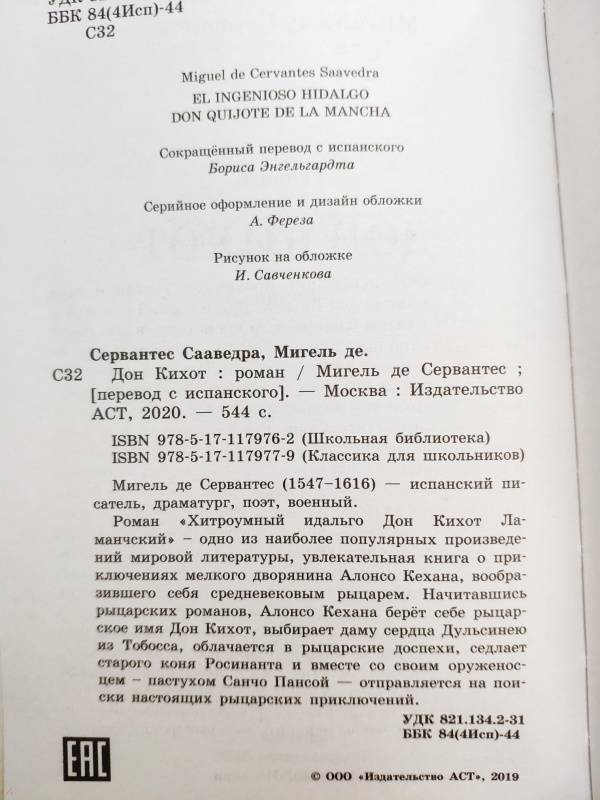 УДК
ББК 84(4Исп)-44
С32
Miguel de Cervantes Saavedra
EL INGENIOSO HIDALGO
DON QUIJOTE DE LA MANCHA
Сокращённый перевод с испанского
Бориса Энгельгардта
Серийное оформление и дизайн обложки
А. Фереза
Рисунок на обложке
И. Савченкова
Сервантес Сааведра, Мигель де.
С32 Дон Кихот : роман / Мигель де Сервантес ;
[перевод с испанского]. — Москва : Издательство
АСТ, 2020. — 544 с.
ISBN 978-5-17-117976-2 (Школьная библиотека)
ISBN 978-5-17-117977-9 (Классика для школьников)
Мигель де Сервантес (1547–1616) — испанский пи-
сатель, драматург, поэт, военный.
Роман «Хитроумный идальго Дон Кихот Ла-
манчский» – одно из наиболее популярных произведе-
ний мировой литературы, увлекательная книга о при-
ключениях мелкого дворянина Алонсо Кехана, вообра-
зившего себя средневековым рыцарем. Начитавшись
рыцарских романов, Алонсо Кехана берёт себе рыцар-
ское имя Дон Кихот, выбирает даму сердца Дульсинею
из Тобосса, облачается в рыцарские доспехи, седлает
старого коня Росинанта и вместе со своим оруженос-
цем – пастухом Санчо Пансой — отправляется на пои-
ски настоящих рыцарских приключений.
УДК 821.134.2-31
ББК 84(4Исп)-44
ЕАС
© ООО «Издательство АСТ», 2019